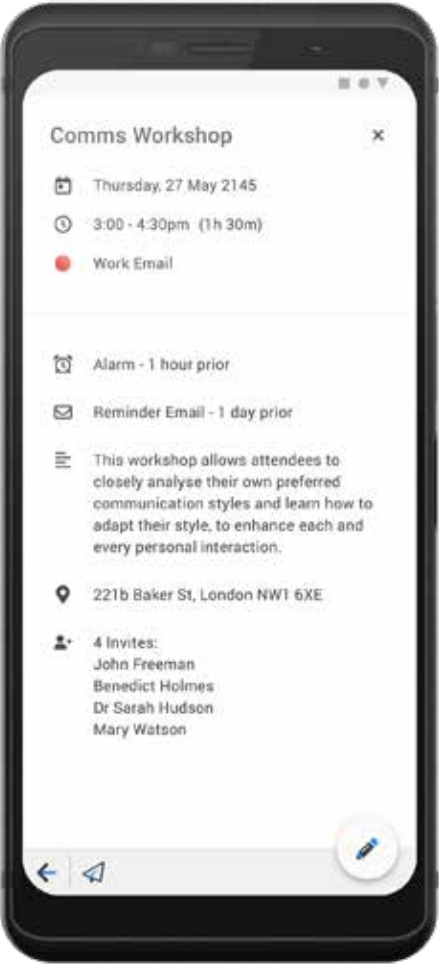 Comms Workshop
Thursday, 27 May 2145
3:00 - 4:30pm (1h 30m)
Work Email
Alarm - 1 hour prior
Reminder Email - 1 day prior
This workshop allows attendees to
closely analyse their own preferred
communication styles and learn how to
adapt their style, to enhance each and
every personal interaction.
221b Baker St, London NW1 6XE
4 Invites:
John Freeman
Benedict Holmes
Dr Sarah Hudson
Mary Watson